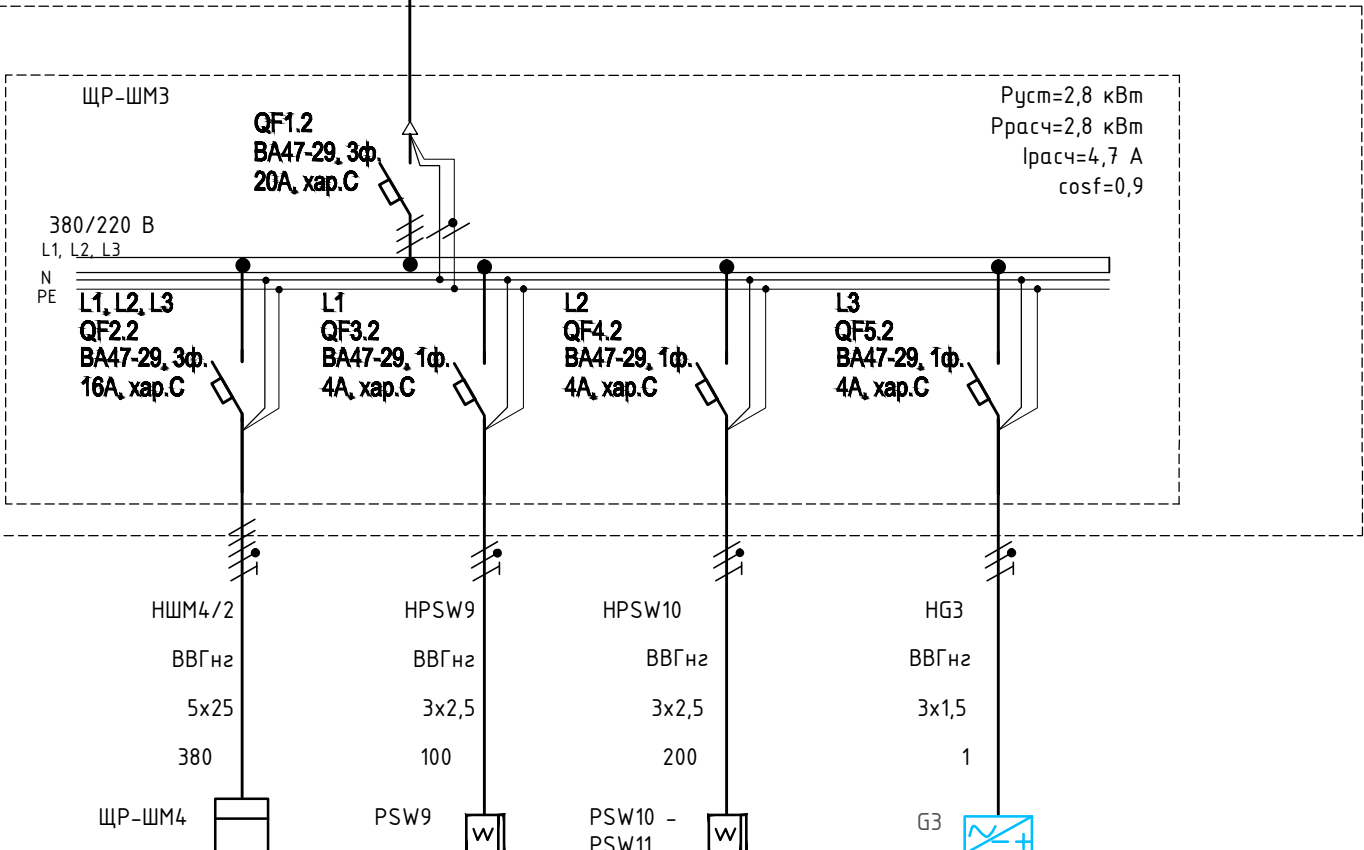 ЩР-ШМ3
Pуст=2,8 кВт
Pрасч=2,8 кВт
Iрасч=4,7 А
cosf=0,9
QF1.2
ВА47-29, 3ф.
20А, хар.С
380/220 В
L1, L2, L3
N
PE
L1, L2, L3
QF2.2
ВА47-29, 3ф.
16А, хар.С
L1
QF3.2
ВА47-29, 1ф.
4А, хар.С
L2
QF4.2
ВА47-29, 1ф.
4А, хар.С
L3
QF5.2
ВА47-29, 1ф.
4А, хар.С
НШМ4/2
HPSW9
HPSW10
HG3
ВВГнг
ВВГнг
ВВГнг
ВВГнг
5х25
3х2,5
3х2,5
3х1,5
380
100
200
1
ЩР-ШМ4
PSW9
W
PSW10 -
PSW11
W
G3